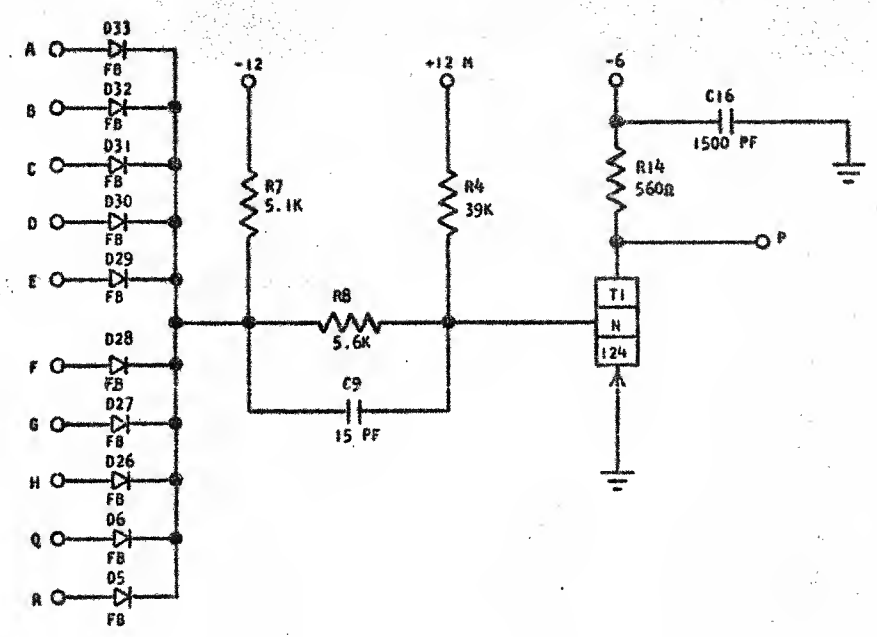 D33
A
FB
D32
B
FB
D31
C
FB
D30
D
FB
D29
E
FB
D28
F
FB
D27
G
FB
D26
H
FB
D6
Q
FB
D5
R
FB
-12
R7
5.1K
R8
5.6K
C9
15 PF
+12 M
R4
39K
-6
C16
1500 PF
R14
560Ω
P
T1
N
124